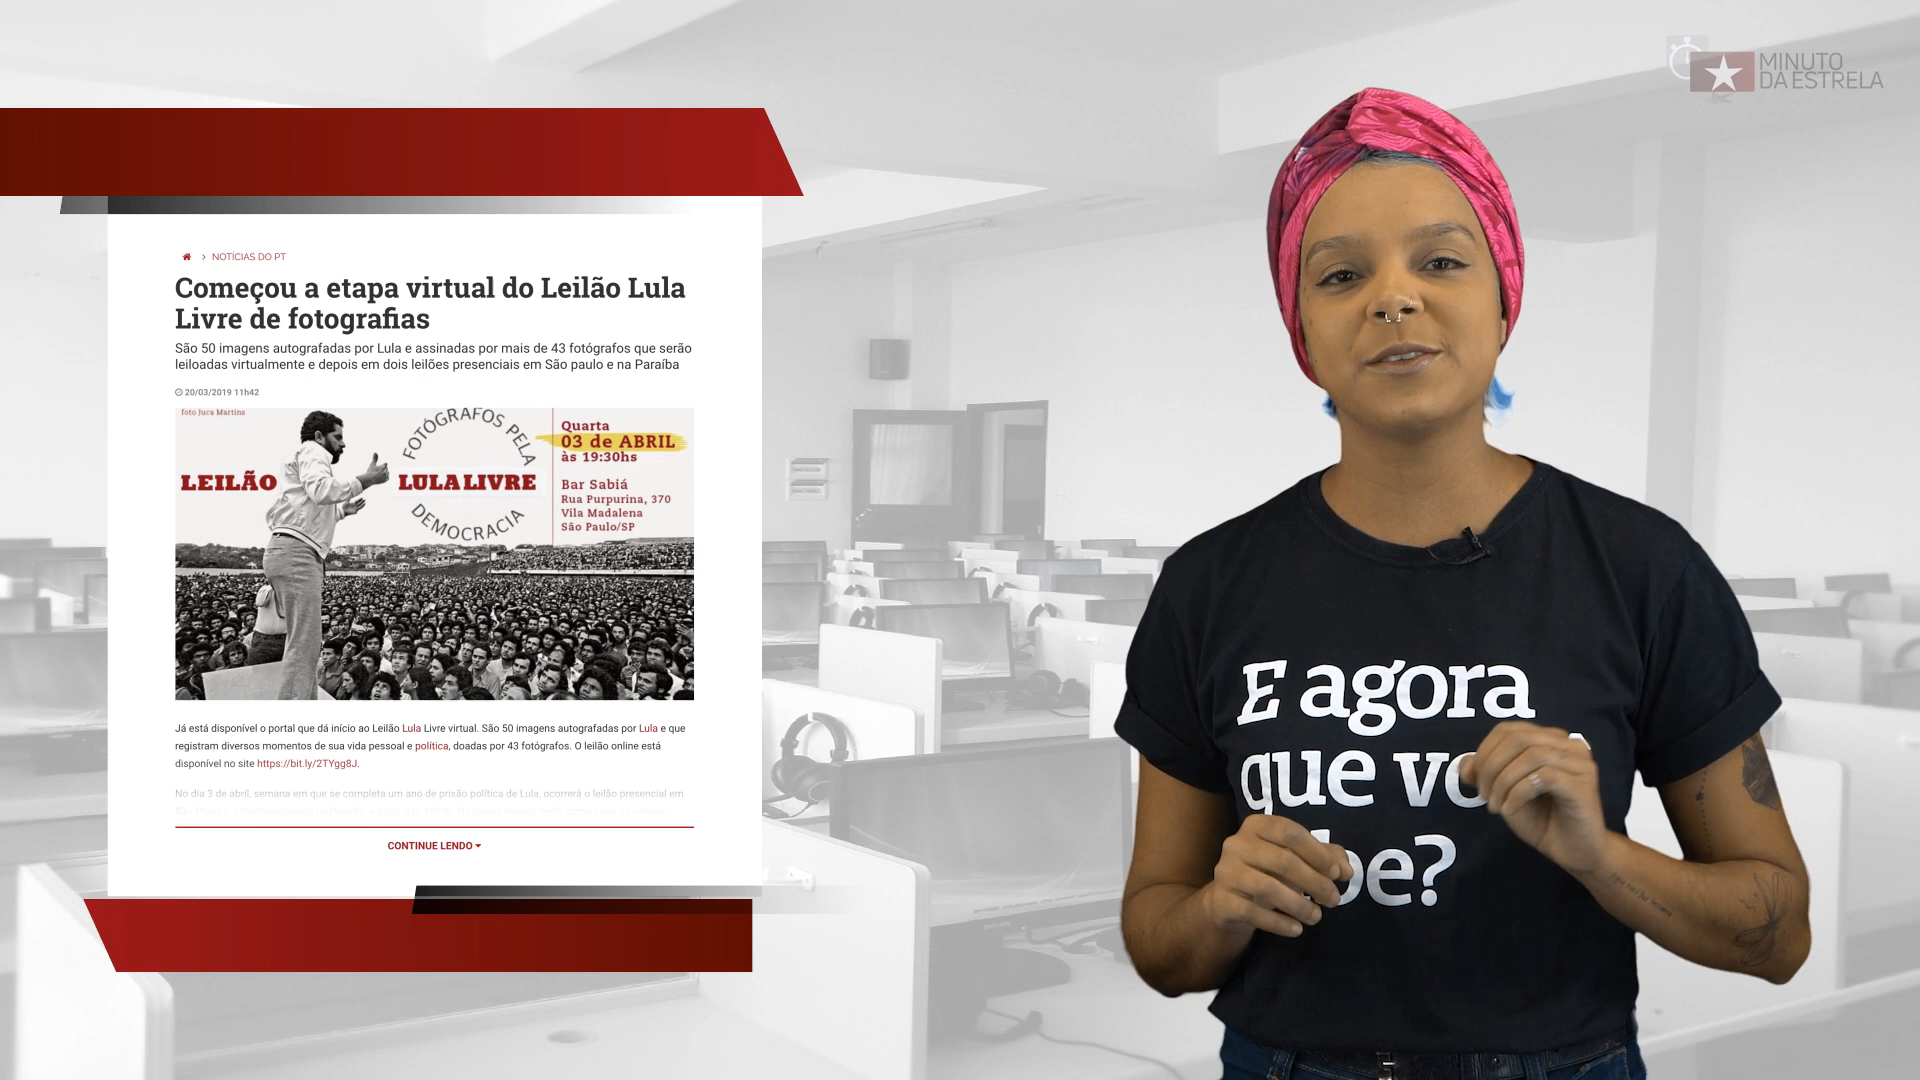 MINUTO
DA ESTRELA
NOTÍCIAS DO PT
Começou a etapa virtual do Leilão Lula
Livre de fotografias
São 50 imagens autografadas por Lula e assinadas por mais de 43 fotógrafos que serão
leiloadas virtualmente e depois em dois leilões presenciais em São paulo e na Paraíba
20/03/2019 11h42
foto Juca Martins
LEILÃO
FOTÓGRAFOS PELA
LULALIVRE
DEMOCRACIA
Quarta
03 de ABRIL
às 19:30hs
Bar Sabiá
Rua Purpurina, 370
Vila Madalena
São Paulo/SP
Já está disponível o portal que dá início ao Leilão Lula Livre virtual. São 50 imagens autografadas por Lula e que
registram diversos momentos de sua vida pessoal e política, doadas por 43 fotógrafos. O leilão online está
disponível no site https://bit.ly/2TYgg8J.
No dia 3 de abril, semana em que se completa um ano de prisão política de Lula, ocorrerá o leilão presencial em
CONTINUE LENDO
E agora
que
be?